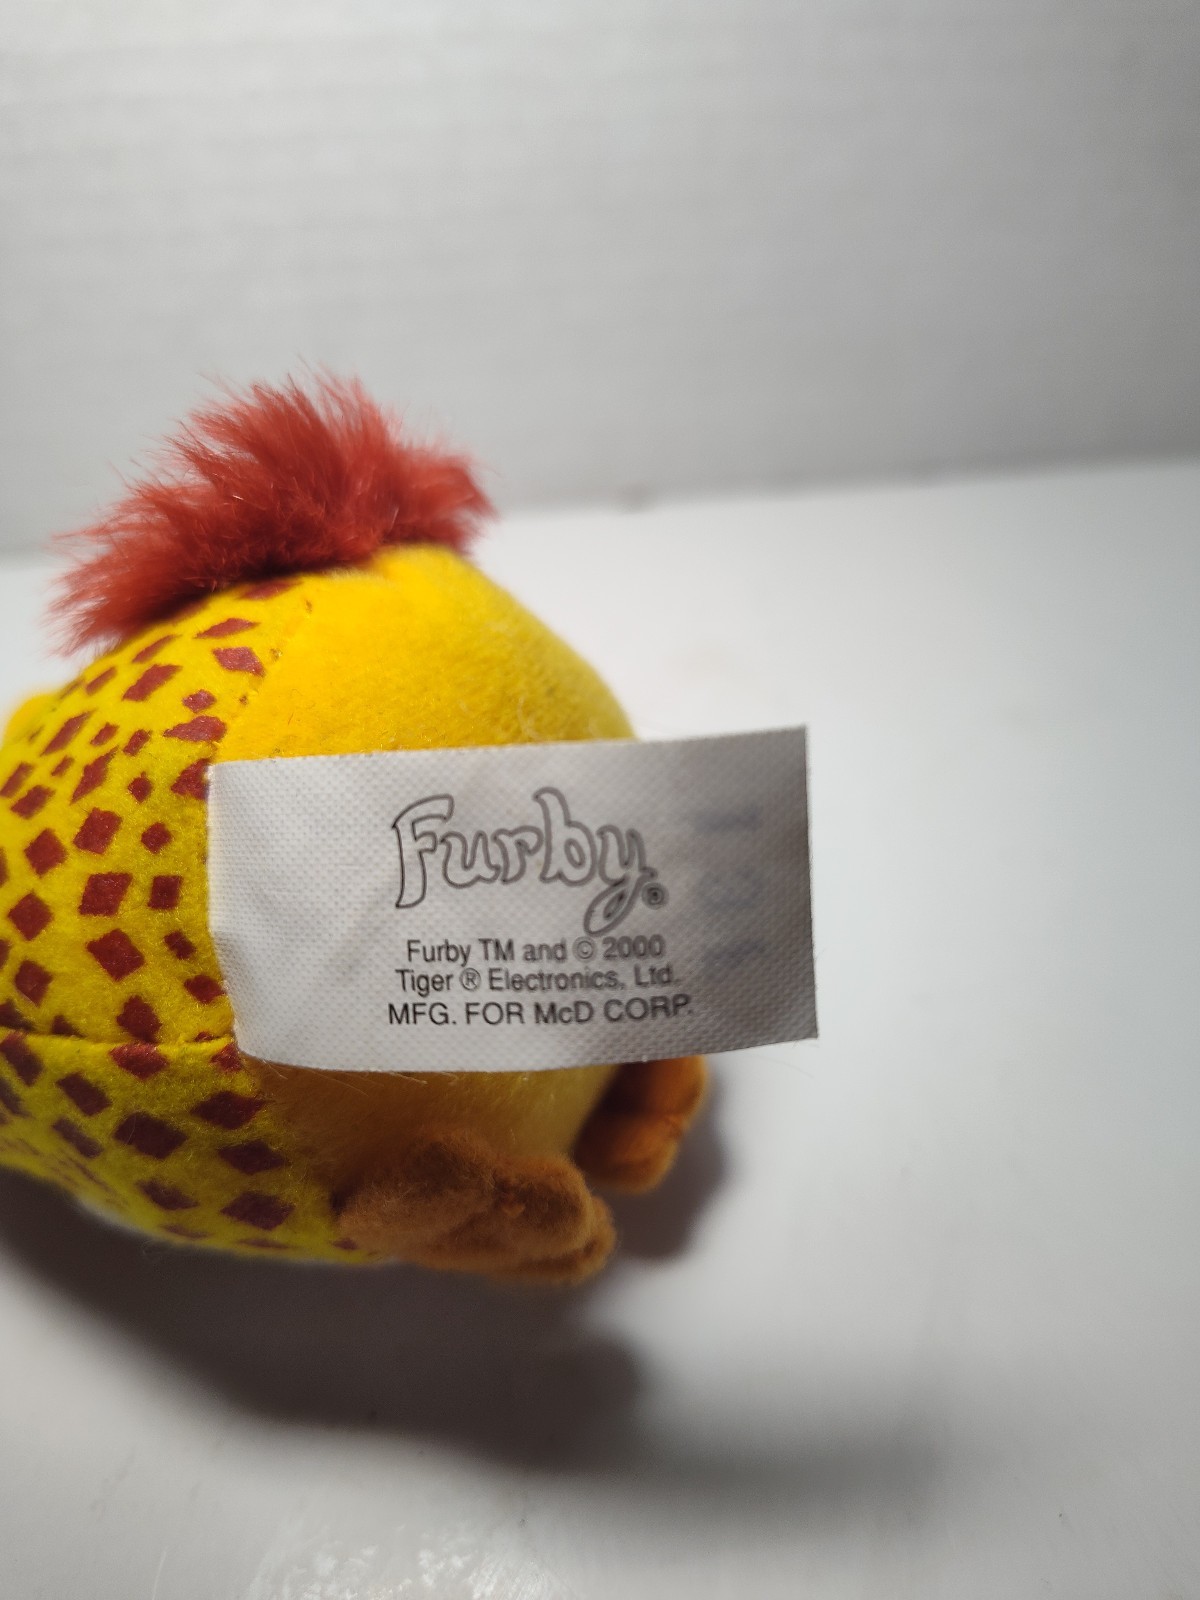 Furby®
Furby TM and © 2000
Tiger ® Electronics, Ltd.
MFG. FOR McD CORP.